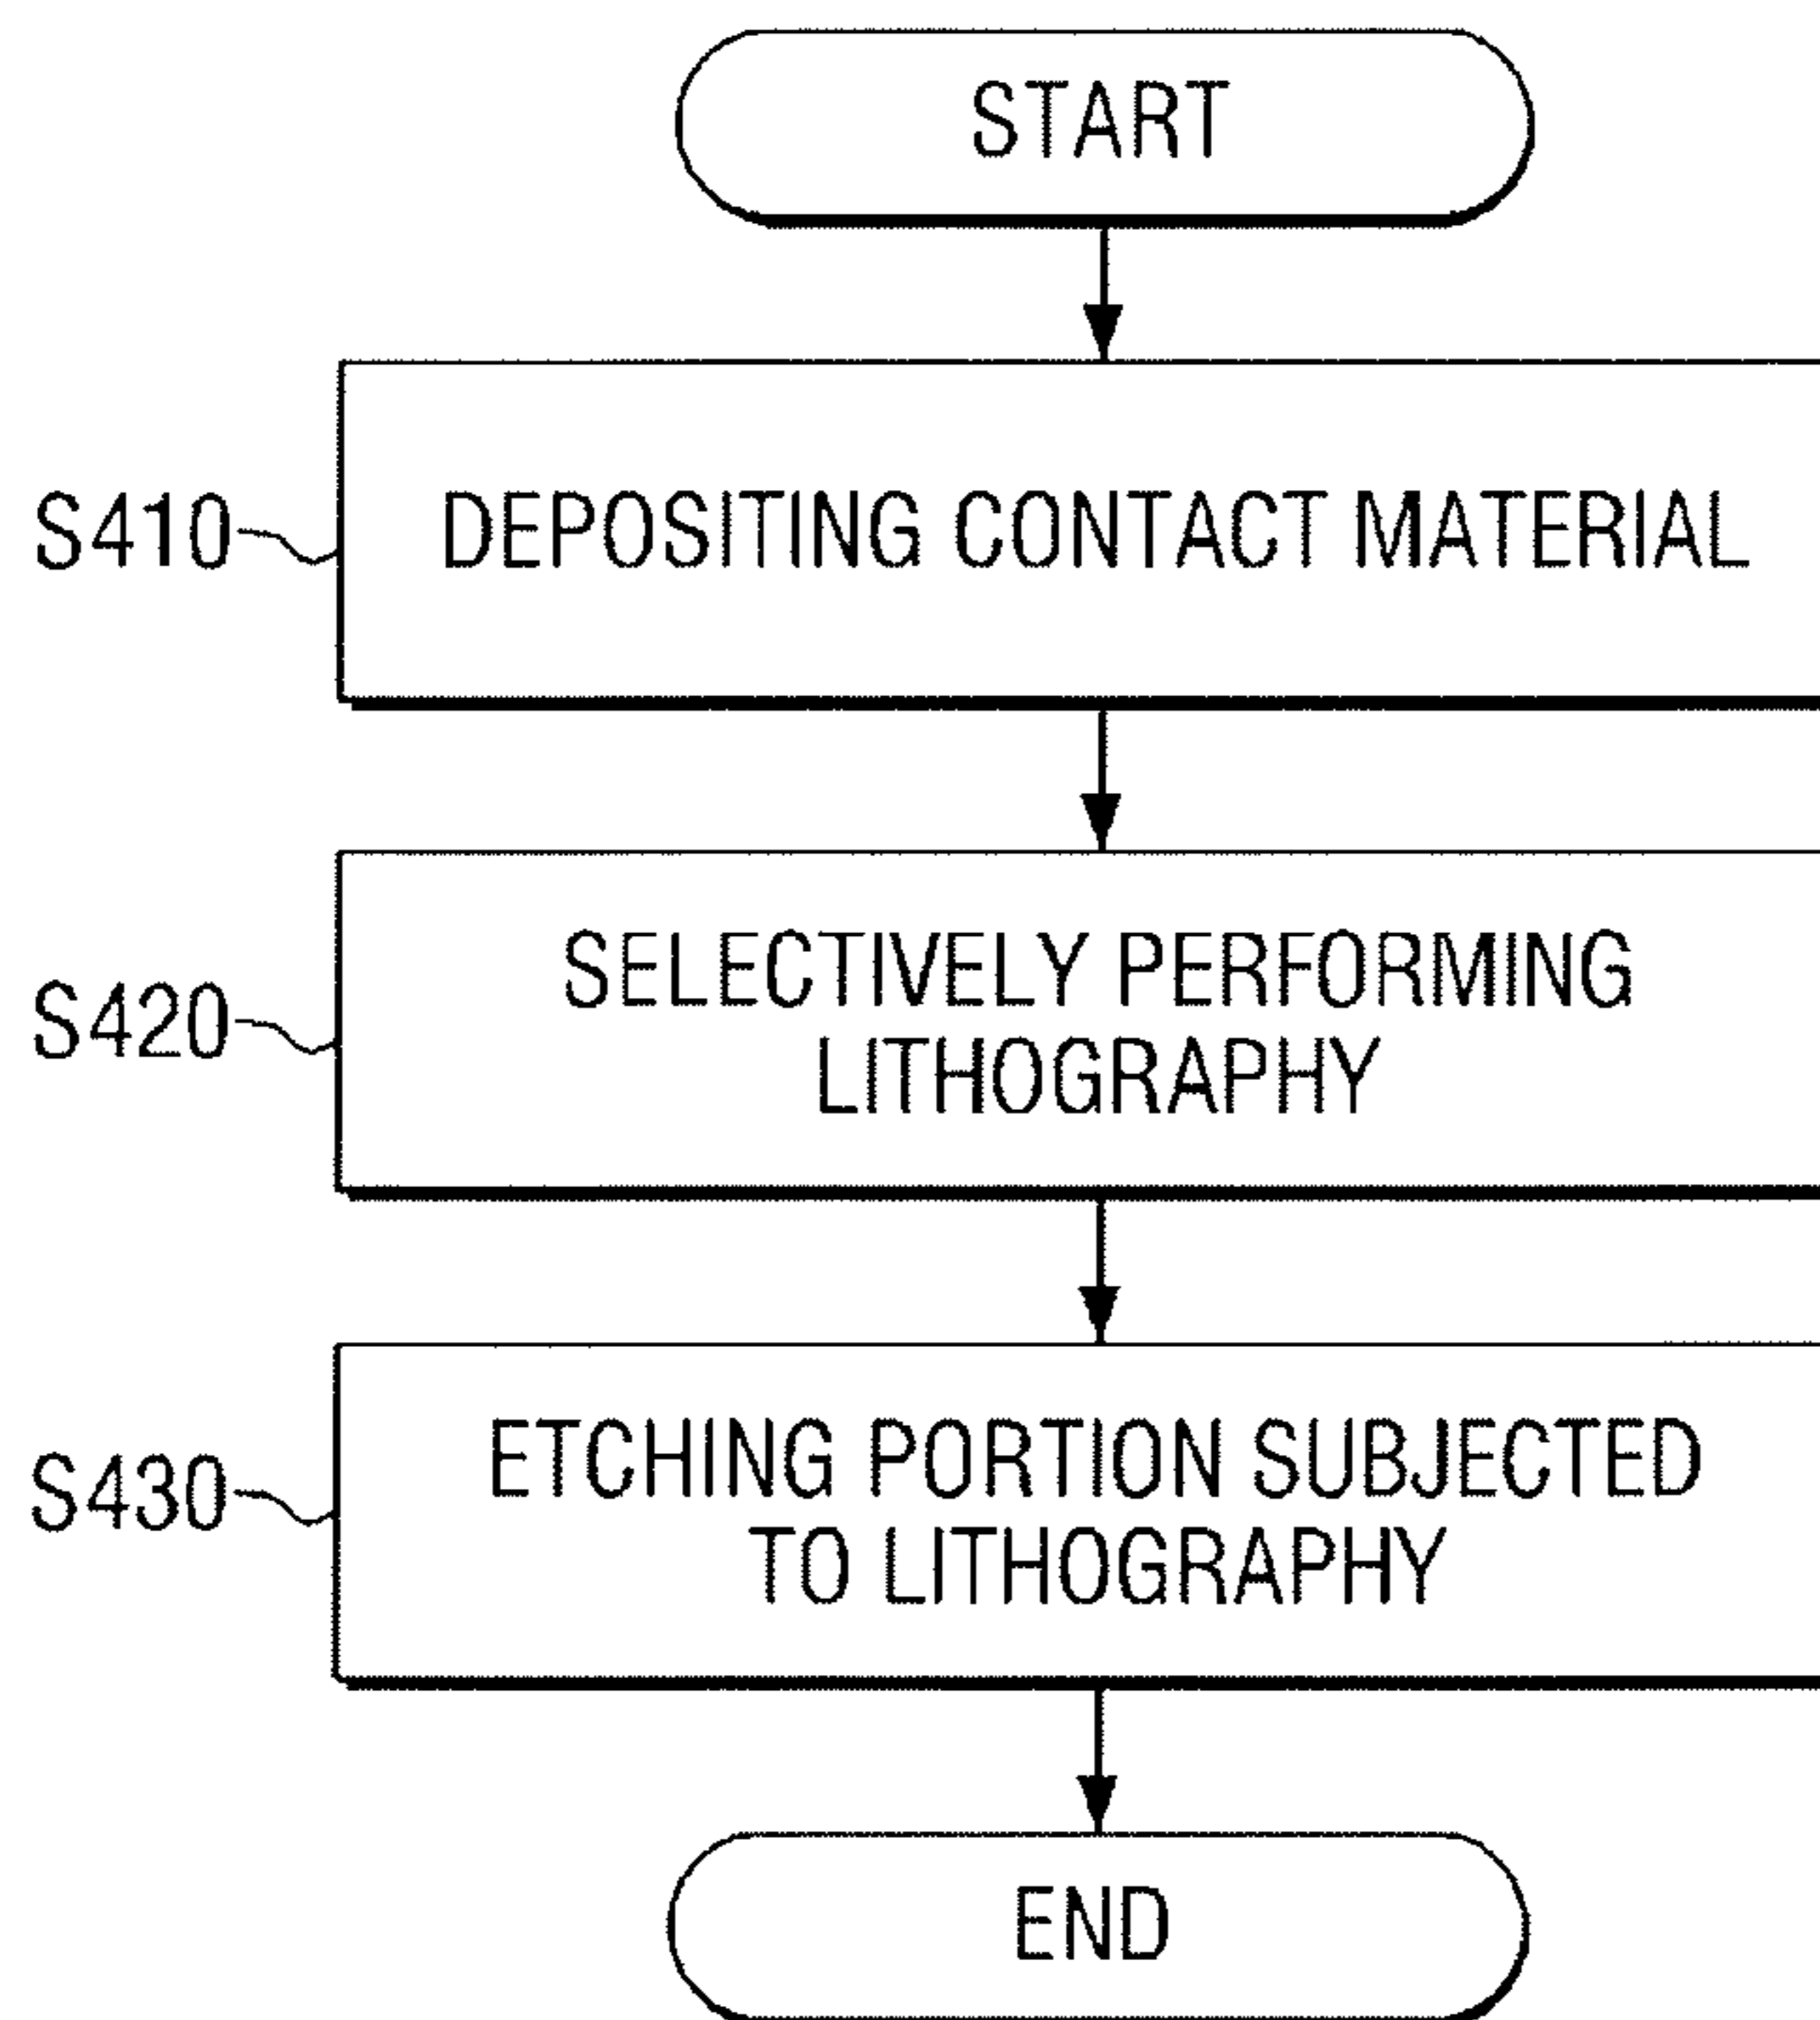 START
S410
DEPOSITING CONTACT MATERIAL
S420
SELECTIVELY PERFORMING
LITHOGRAPHY
S430
ETCHING PORTION SUBJECTED
TO LITHOGRAPHY
END